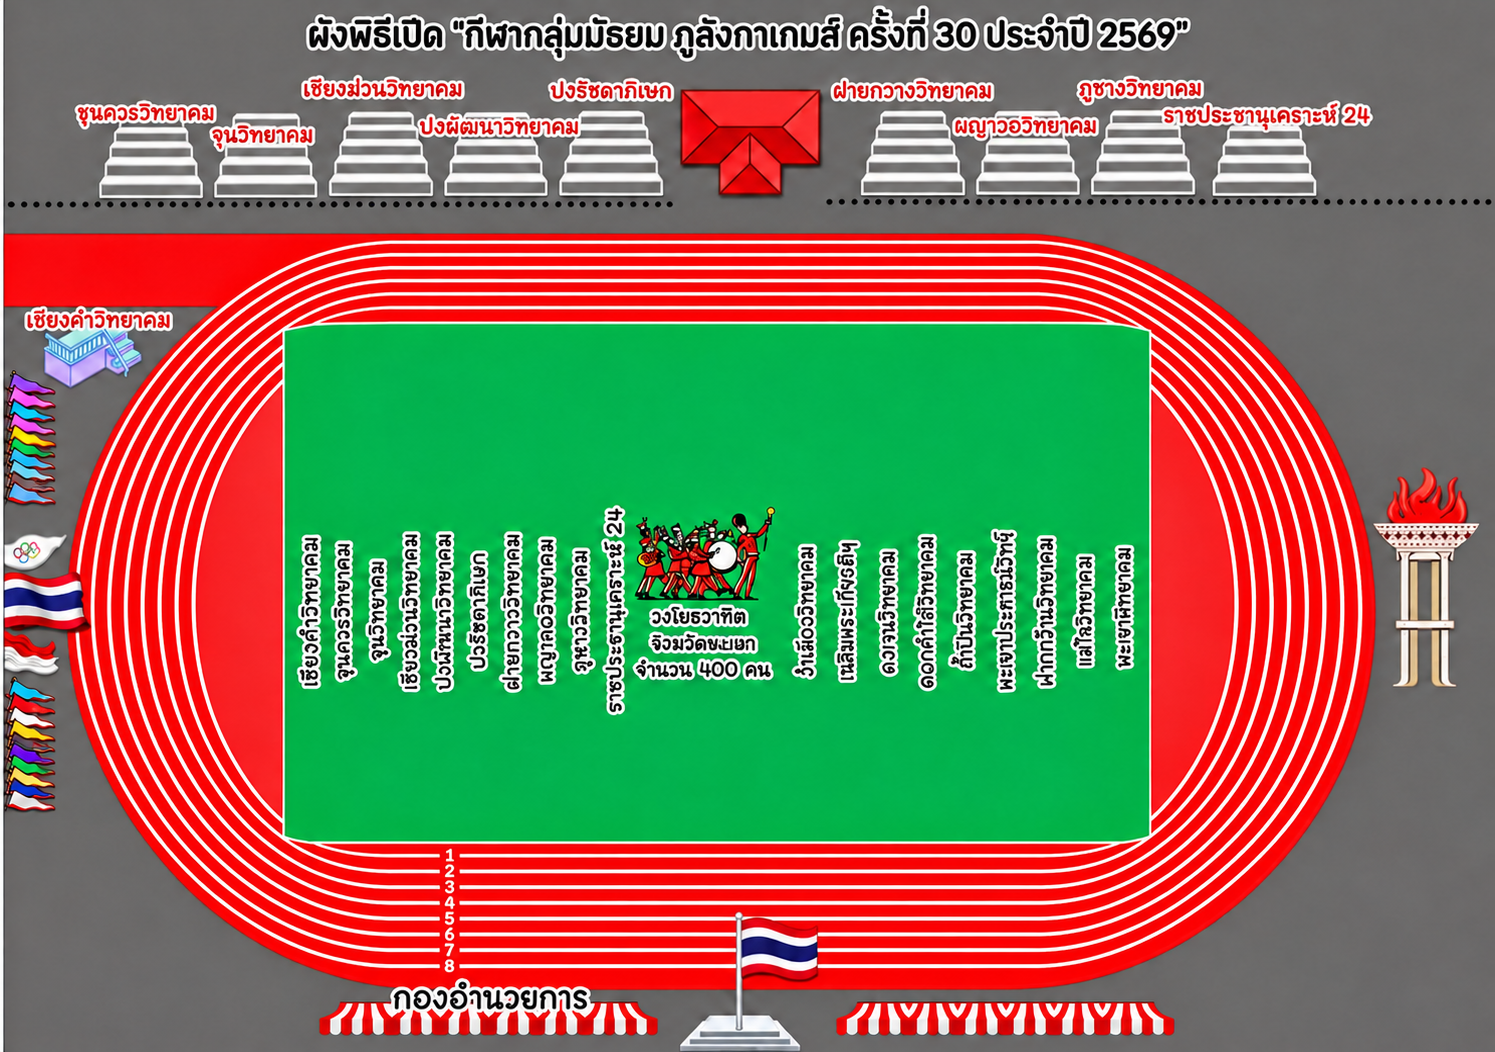 ผังพิธีเปิด "กีฬากลุ่มมัธยม ภูลังกาเกมส์ ครั้งที่ 30 ประจำปี 2569"
ชุนควรวิทยาคม
จุนวิทยาคม
เชียงม่วนวิทยาคม
ปงผัฒนาวิทยาคม
ปงรัชดาภิเษก
ฝายกวางวิทยาคม
ผญาวอวิทยาคม
ภูซางวิทยาคม
ราชประชานุเคราะห์ 24
เชียงคำวิทยาคม
เชียงคำวิทยาคม
ขุนควรวิทยาคม
จุนวิทยาคม
เชียงม่วนวิทยาคม
ปงรัชดาภิเษก
ฝายกวางวิทยาคม
พญาลอวิทยาคม
ราชประชานุเคราะห์ 24
วงโยธวาทิต
จำนวน 400 คน
ดงเจนวิทยาคม
ดอกคำใต้วิทยาคม
ถ้ำปินวิทยาคม
ฟากกว๊านวิทยาคม
แม่ใจวิทยาคม
1
2
3
4
5
6
7
8
กองอำนวยการ